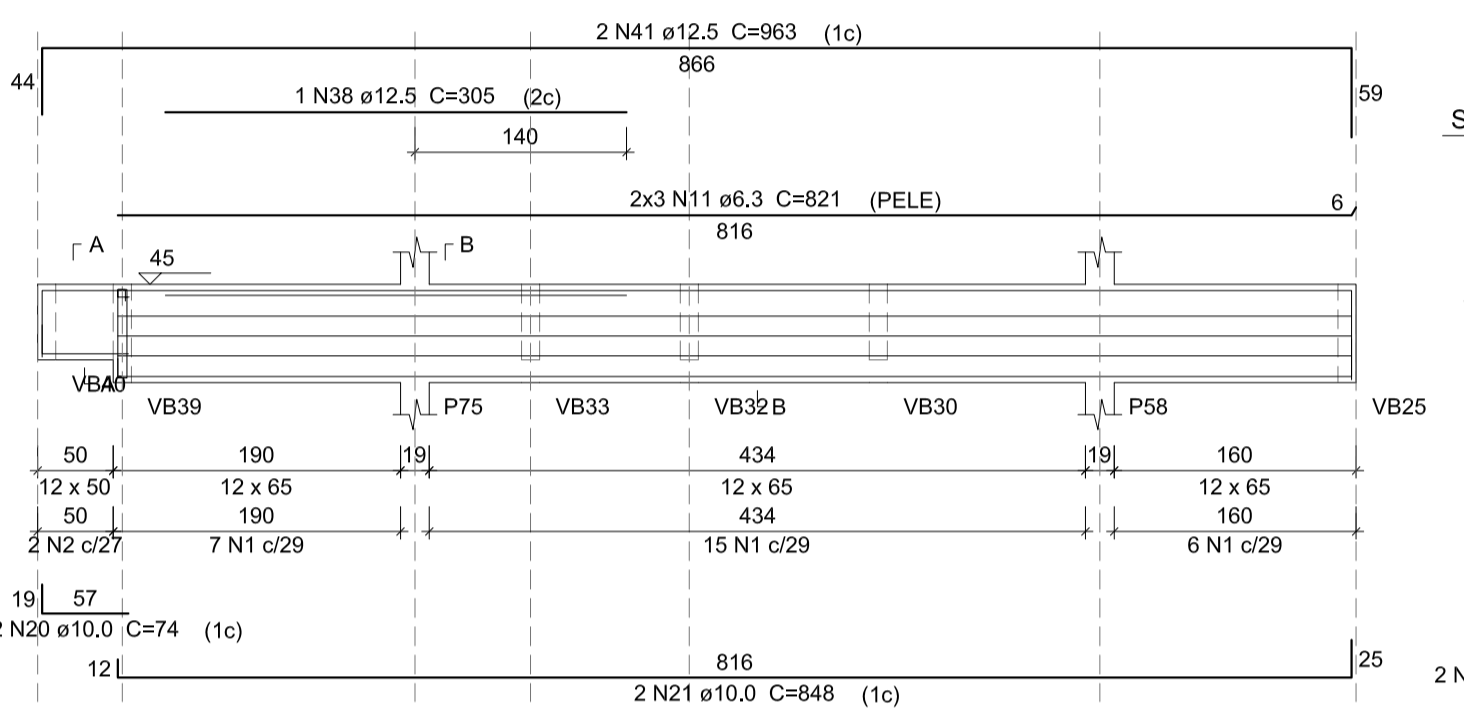 2 N41 ø12.5 C=963 (1c)
866
44
59
1 N38 ø12.5 C=305 (2c)
140
S
2x3 N11 ø6.3 C=821 (PELE)
6
816
A
B
45
VB40
A
VB39
P75
VB33
VB32
B
VB30
P58
VB25
50 190 19 434 19 160
12 x 50 12 x 65 12 x 65 12 x 65
50 190 434 160
2 N2 c/27 7 N1 c/29 15 N1 c/29 6 N1 c/29
19 57
2 N20 ø10.0 C=74 (1c)
12 816 25
2 N21 ø10.0 C=848 (1c)
2 N